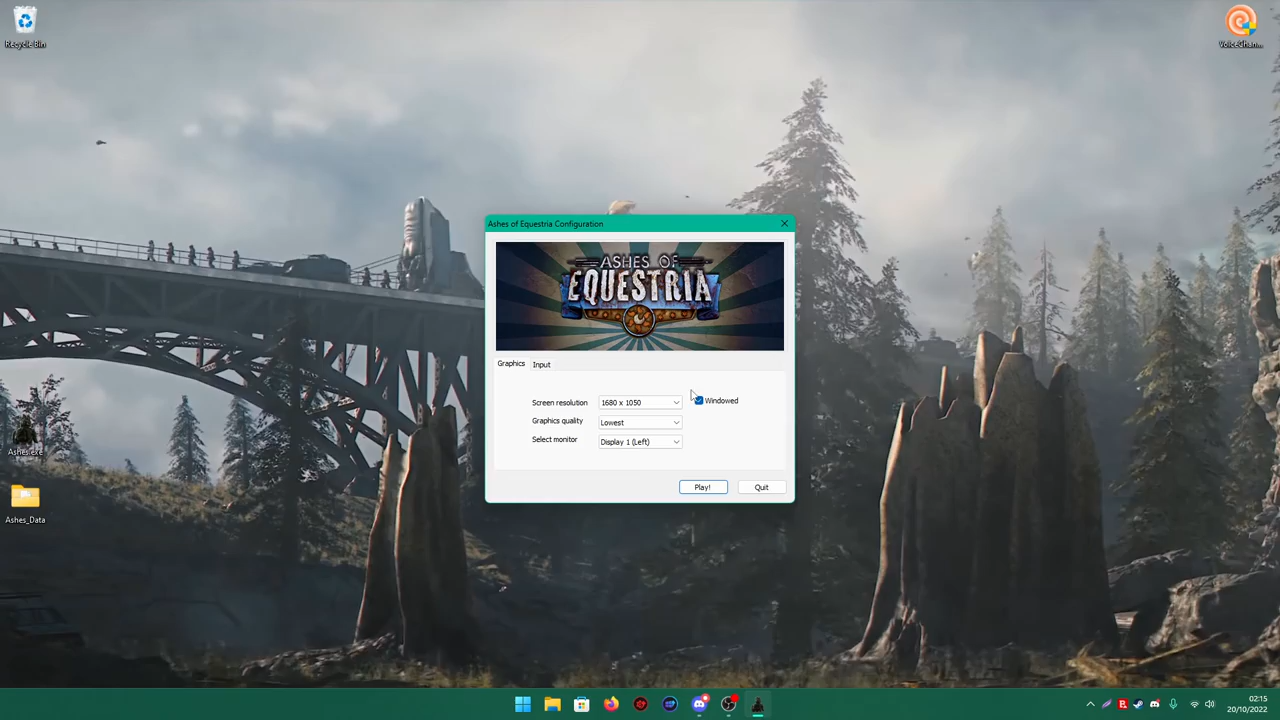 Recycle Bin
VoiceChan...
Ashes of Equestria Configuration
ASHES OF
EQUESTRIA
Graphics
Input
Screen resolution
1680 x 1050
Windowed
Graphics quality
Lowest
Select monitor
Display 1 (Left)
Play!
Quit
Ashes.exe
Ashes_Data
02:15
20/10/2022